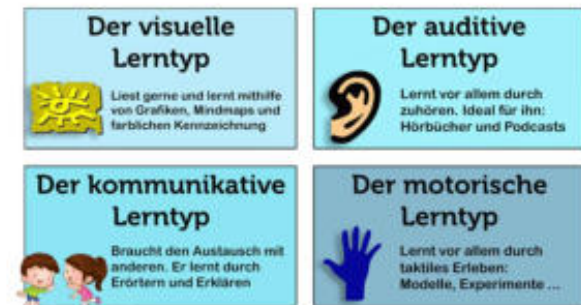 Der visuelle
Lerntyp
Liest gerne und lernt mithilfe
von Grafiken, Mindmaps und
farblichen Kennzeichnung
Der auditive
Lerntyp
Lernt vor allem durch
zuhören. Ideal für ihn:
Hörbücher und Podcasts
Der kommunikative
Lerntyp
Braucht den Austausch mit
anderen. Er lernt durch
Erörtern und Erklären
Der motorische
Lerntyp
Lernt vor allem durch
taktiles Erleben:
Modelle, Experimente ...